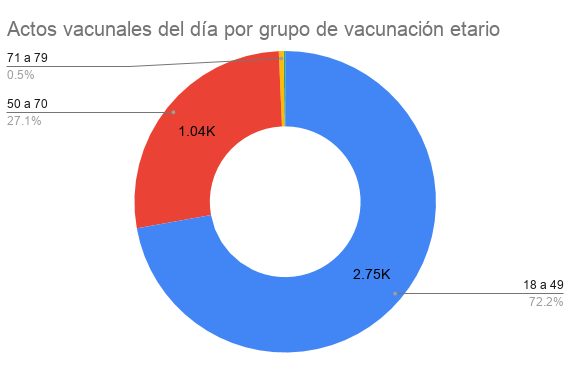 Actos vacunales del día por grupo de vacunación etario
71 a 79
0.5%
50 a 70
27.1%
1.04K
2.75K
18 a 49
72.2%